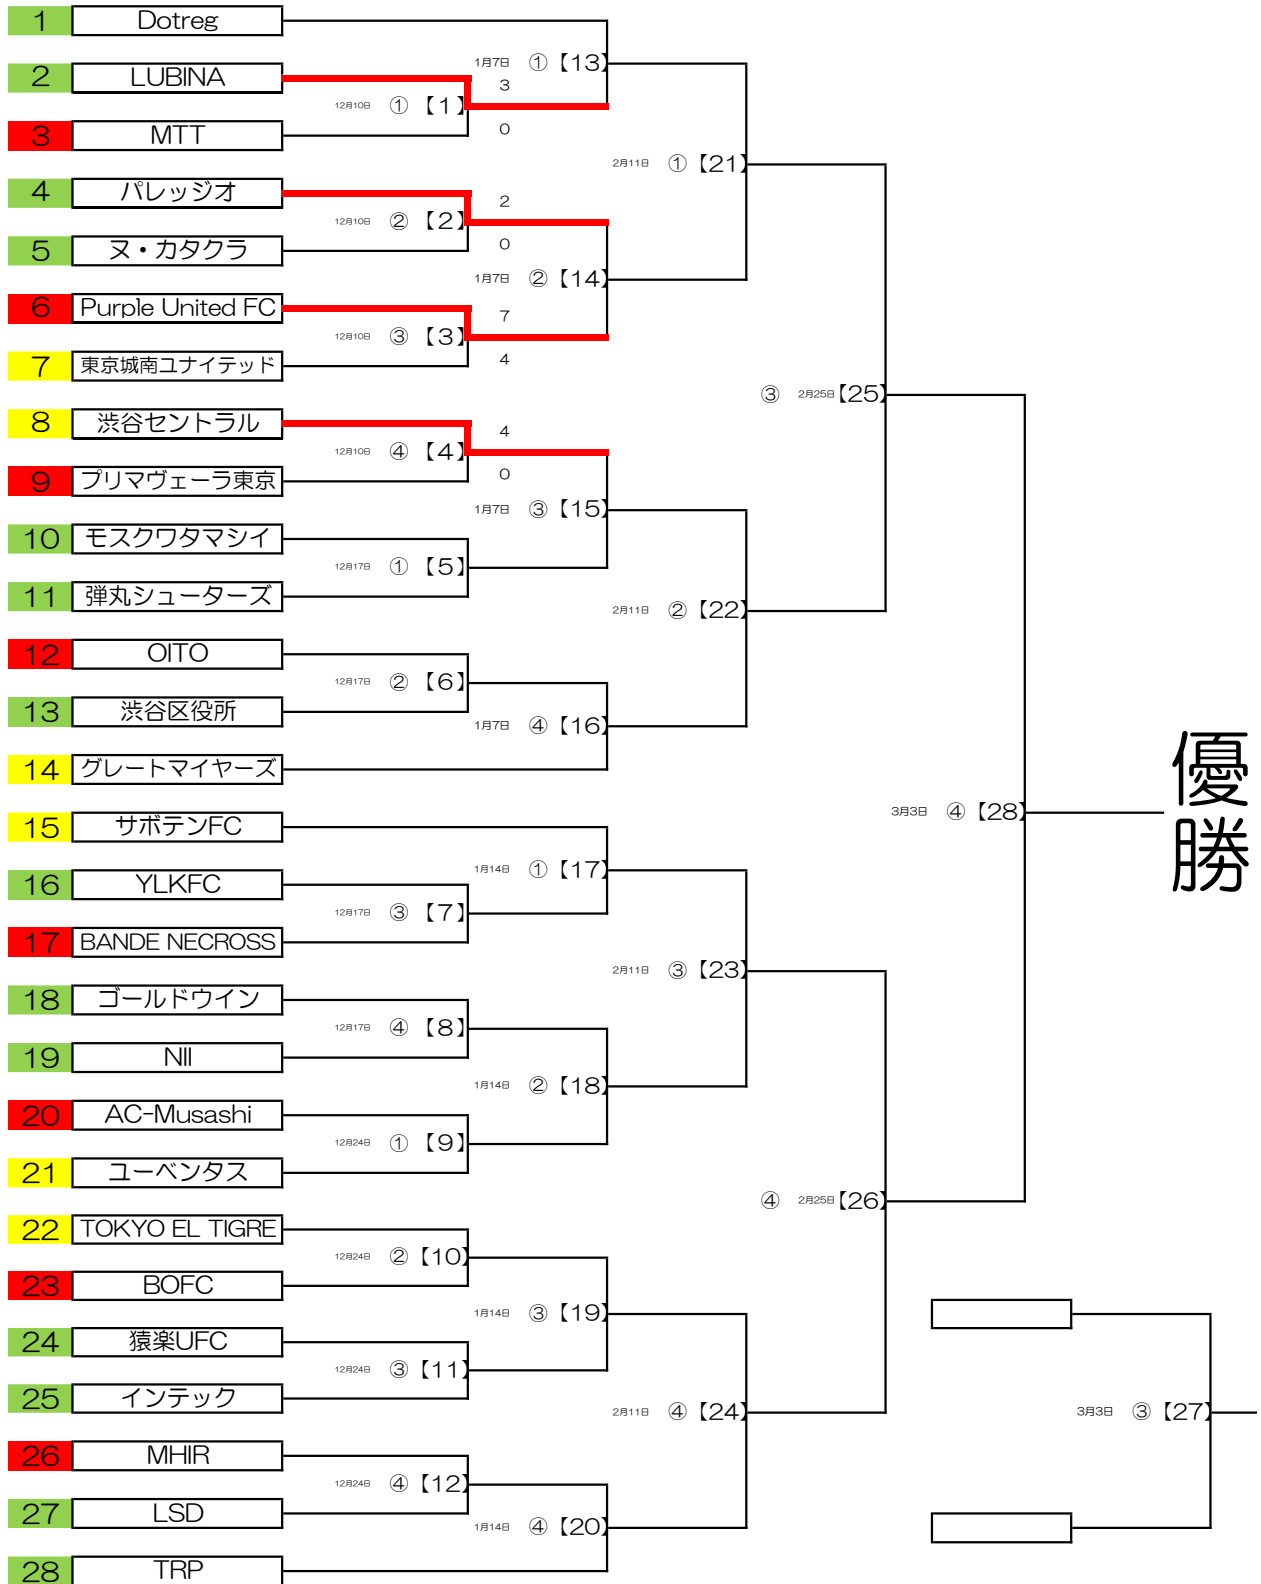 1 Dotreg
1月7日 ① 【13】
2 LUBINA
3
12月10日 ① 【1】
0
3 MTT
2月11日 ① 【21】
4 パレッジオ
2
12月10日 ② 【2】
0
5 ヌ・カタクラ
1月7日 ② 【14】
6 Purple United FC
7
12月10日 ③ 【3】
4
7 東京城南ユナイテッド
③ 2月25日 【25】
8 渋谷セントラル
4
12月10日 ④ 【4】
0
9 プリマヴェーラ東京
1月7日 ③ 【15】
10 モスクワタマシイ
12月17日 ① 【5】
11 弾丸シューターズ
2月11日 ② 【22】
12 OITO
12月17日 ② 【6】
13 渋谷区役所
1月7日 ④ 【16】
14 グレートマイヤーズ
優勝
3月3日 ④ 【28】
15 サボテンFC
1月14日 ① 【17】
16 YLKFC
12月17日 ③ 【7】
17 BANDE NECROSS
2月11日 ③ 【23】
18 ゴールドウイン
12月17日 ④ 【8】
19 NII
1月14日 ② 【18】
20 AC-Musashi
12月24日 ① 【9】
21 ユーベンタス
④ 2月25日 【26】
22 TOKYO EL TIGRE
12月24日 ② 【10】
23 BOFC
1月14日 ③ 【19】
24 猿楽UFC
12月24日 ③ 【11】
25 インテック
2月11日 ④ 【24】
3月3日 ③ 【27】
26 MHIR
12月24日 ④ 【12】
27 LSD
1月14日 ④ 【20】
28 TRP